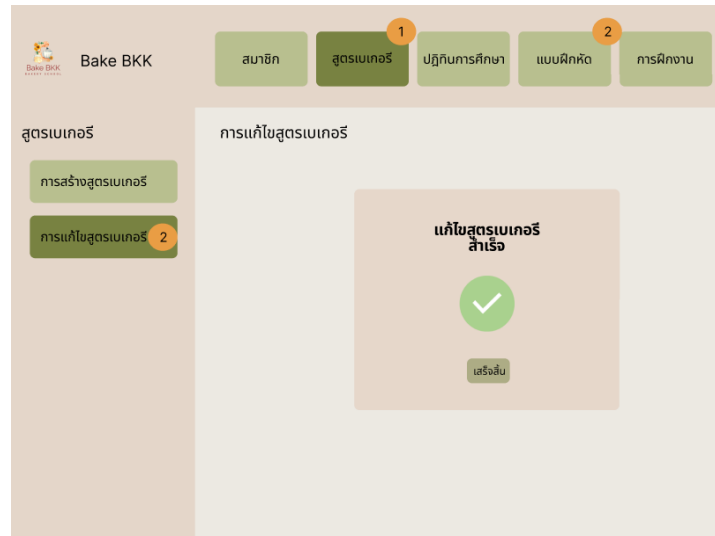 Bake BKK
Bake BKK
สมาชิก
สูตรเบเกอรี
1
ปฎิทินการศึกษา
แบบฝึกหัด
2
การฝึกงาน
สูตรเบเกอรี
การสร้างสูตรเบเกอรี
การแก้ไขสูตรเบเกอรี
2
การแก้ไขสูตรเบเกอรี
แก้ไขสูตรเบเกอรี
สำเร็จ
เสร็จสิ้น